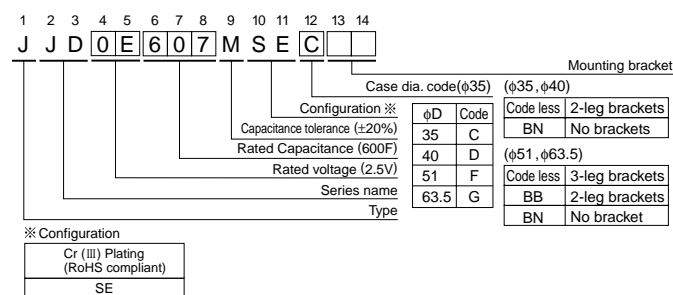 1 2 3 4 5 6 7 8 9 10 11 12 13 14
J J D 0 E 6 0 7 M S E C
Mounting bracket
Case dia. code(ϕ35)
Configuration ※
Capacitance tolerance (±20%)
Rated Capacitance (600F)
Rated voltage (2.5V)
Series name
Type
ϕD Code
35 C
40 D
51 F
63.5 G
(ϕ35,ϕ40)
Code less 2-leg brackets
BN No brackets
(ϕ51,ϕ63.5)
Code less 3-leg brackets
BB 2-leg brackets
BN No bracket
※Configuration
Cr (Ⅲ) Plating
(RoHS compliant)
SE